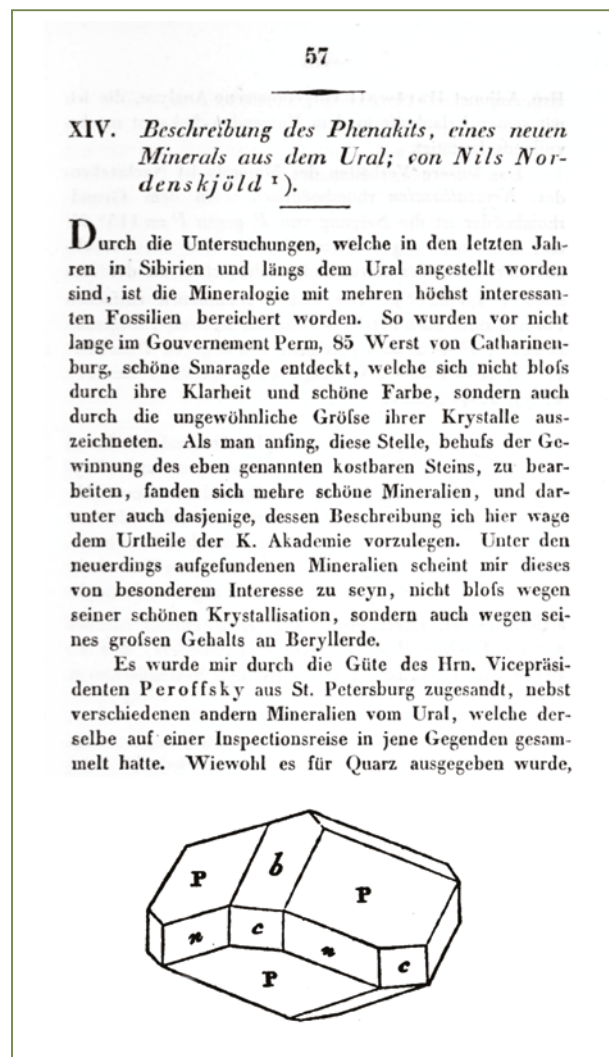 57
XIV. Beschreibung des Phenakits, eines neuen
Minerals aus dem Ural; von Nils Nor-
denskjöld ¹).
Durch die Untersuchungen, welche in den letzten Jah-
ren in Sibirien und längs dem Ural angestellt worden
sind, ist die Mineralogie mit mehren höchst interessan-
ten Fossilien bereichert worden. So wurden vor nicht
lange im Gouvernement Perm, 85 Werst von Catharinen-
burg, schöne Smaragde entdeckt, welche sich nicht bloſs
durch ihre Klarheit und schöne Farbe, sondern auch
durch die ungewöhnliche Gröſse ihrer Krystalle aus-
zeichneten. Als man anfing, diese Stelle, behufs der Ge-
winnung des eben genannten kostbaren Steins, zu bear-
beiten, fanden sich mehre schöne Mineralien, und dar-
unter auch dasjenige, dessen Beschreibung ich hier wage
dem Urtheile der K. Akademie vorzulegen. Unter den
neuerdings aufgefundenen Mineralien scheint mir dieses
von besonderem Interesse zu seyn, nicht bloſs wegen
seiner schönen Krystallisation, sondern auch wegen sei-
nes groſsen Gehalts an Beryllerde.
Es wurde mir durch die Güte des Hrn. Vicepräsi-
denten Peroffsky aus St. Petersburg zugesandt, nebst
verschiedenen andern Mineralien vom Ural, welche der-
selbe auf einer Inspectionsreise in jene Gegenden gesam-
melt hatte. Wiewohl es für Quarz ausgegeben wurde,
P b P
n c n c
P